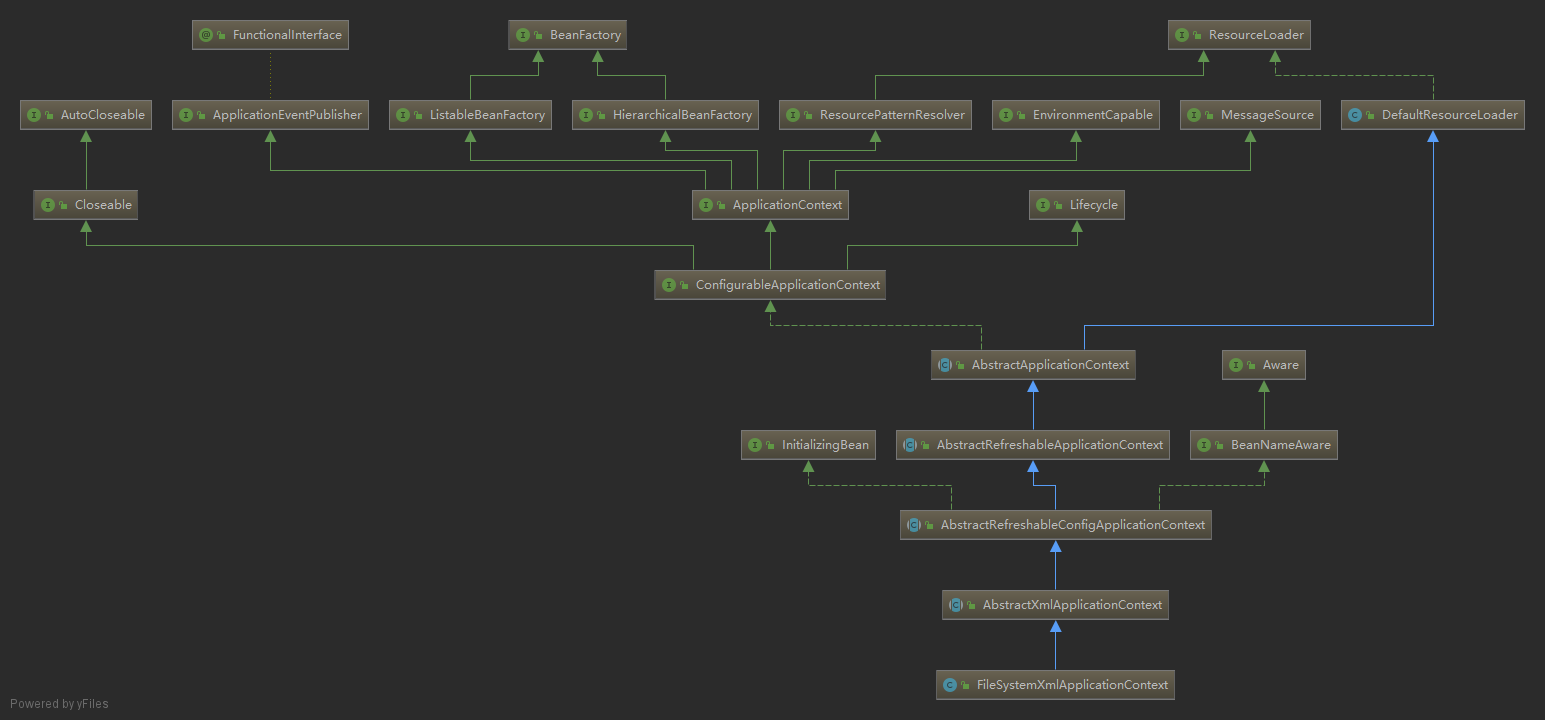 FunctionalInterface
BeanFactory
ResourceLoader
AutoCloseable
ApplicationEventPublisher
ListableBeanFactory
HierarchicalBeanFactory
ResourcePatternResolver
EnvironmentCapable
MessageSource
DefaultResourceLoader
Closeable
ApplicationContext
Lifecycle
ConfigurableApplicationContext
AbstractApplicationContext
Aware
InitializingBean
AbstractRefreshableApplicationContext
BeanNameAware
AbstractRefreshableConfigApplicationContext
AbstractXmlApplicationContext
FileSystemXmlApplicationContext
Powered by yFiles